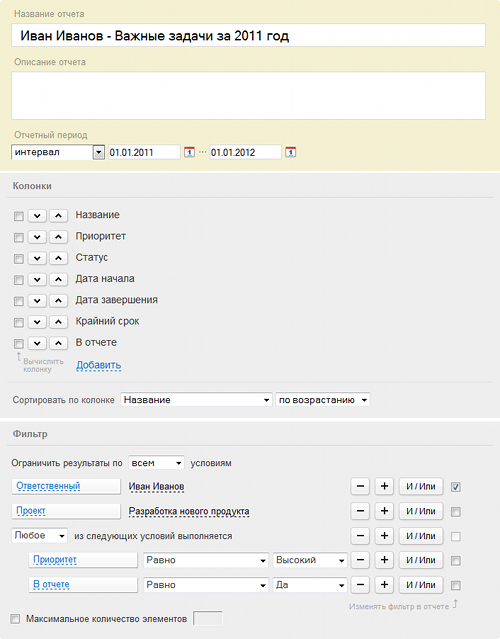 Название отчета
Иван Иванов - Важные задачи за 2011 год
Описание отчета
Отчетный период
интервал 01.01.2011 1 ... 01.01.2012 1
Колонки
Название
Приоритет
Статус
Дата начала
Дата завершения
Крайний срок
В отчете
Вычислить
колонку
Добавить
Сортировать по колонке Название по возрастанию
Фильтр
Ограничить результаты по всем условиям
Ответственный Иван Иванов − + И / Или
Проект Разработка нового продукта − + И / Или
Любое из следующих условий выполняется − + И / Или
Приоритет Равно Высокий − + И / Или
В отчете Равно Да − + И / Или
Изменять фильтр в отчете
Максимальное количество элементов